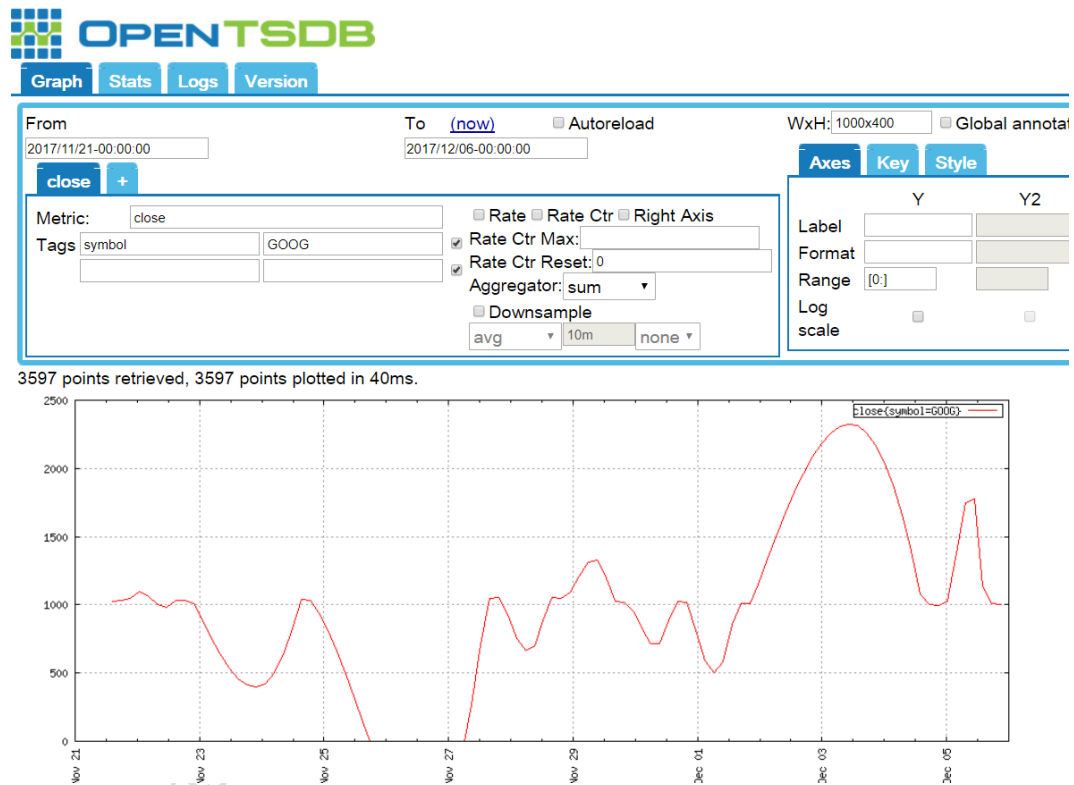 OPENTSDB
Graph Stats Logs Version
From To (now) Autoreload WxH: 1000x400 Global annotat
2017/11/21-00:00:00 2017/12/06-00:00:00
Axes Key Style
close +
Y Y2
Metric: close Rate Rate Ctr Right Axis
Label
Tags symbol GOOG Rate Ctr Max:
Format
Rate Ctr Reset: 0
Range [0:]
Aggregator: sum
Log
scale
Downsample
avg 10m none
3597 points retrieved, 3597 points plotted in 40ms.
close{symbol=GOOG}
2500
2000
1500
1000
500
0
Nov 21 Nov 23 Nov 25 Nov 27 Nov 29 Dec 01 Dec 03 Dec 05